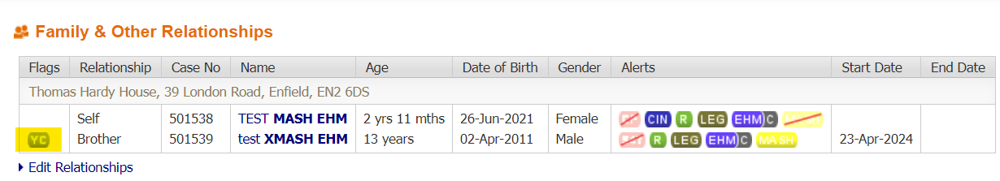 Family & Other Relationships
Flags Relationship Case No Name Age Date of Birth Gender Alerts Start Date End Date
Thomas Hardy House, 39 London Road, Enfield, EN2 6DS
Self 501538 TEST MASH EHM 2 yrs 11 mths 26-Jun-2021 Female CIN R LEG EHM)C
YC Brother 501539 test XMASH EHM 13 years 02-Apr-2011 Male R LEG EHM)C MASH 23-Apr-2024
Edit Relationships